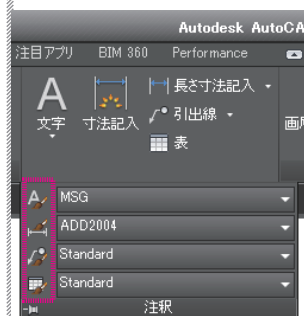 Autodesk AutoCA
注目アプリ BIM 360 Performance
A
文字 寸法記入
長さ寸法記入
引出線
表
MSG
ADD2004
Standard
Standard
注釈